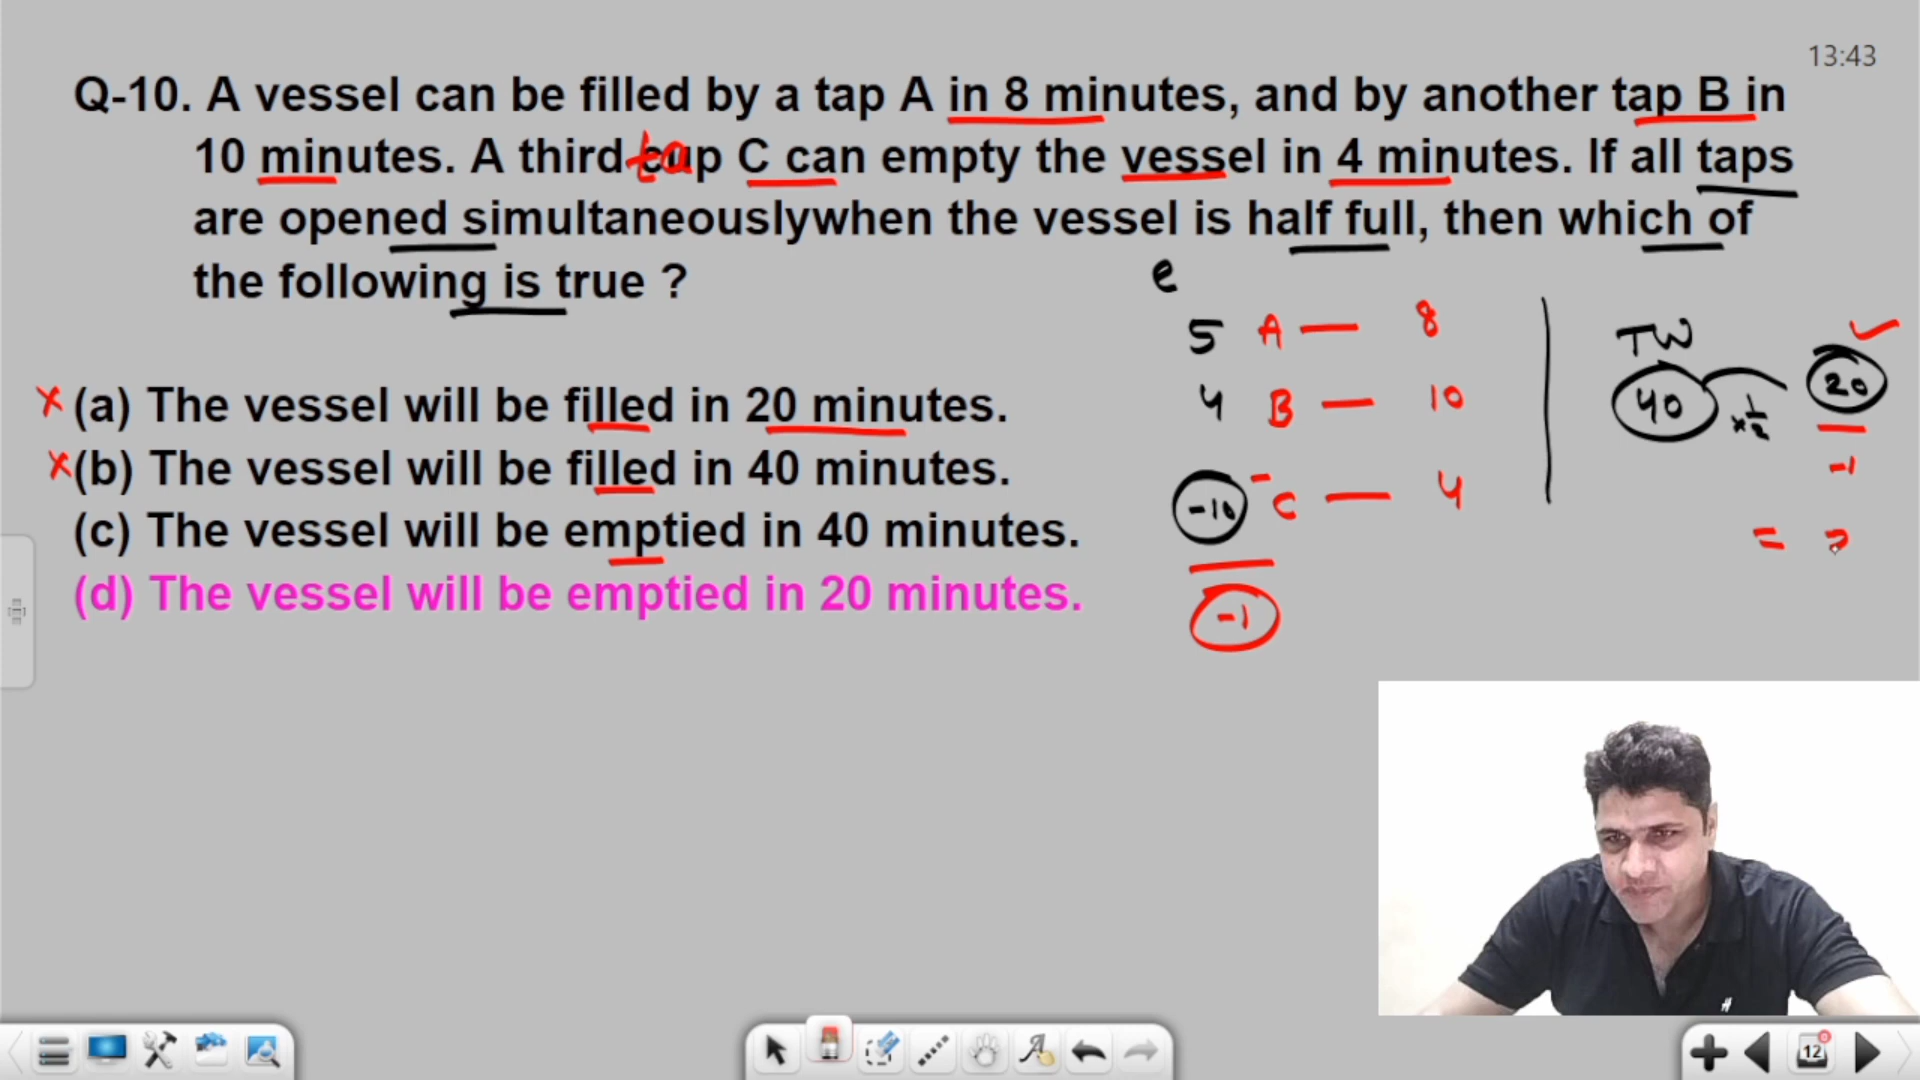 13:43
Q-10. A vessel can be filled by a tap A in 8 minutes, and by another tap B in
10 minutes. A third tap C can empty the vessel in 4 minutes. If all taps
are opened simultaneouslywhen the vessel is half full, then which of
the following is true ?
e
5 A — 8
TW
20
4 B — 10
40
×1/2
-1
-10 -C — 4
=
-1
x (a) The vessel will be filled in 20 minutes.
x (b) The vessel will be filled in 40 minutes.
(c) The vessel will be emptied in 40 minutes.
(d) The vessel will be emptied in 20 minutes.
12